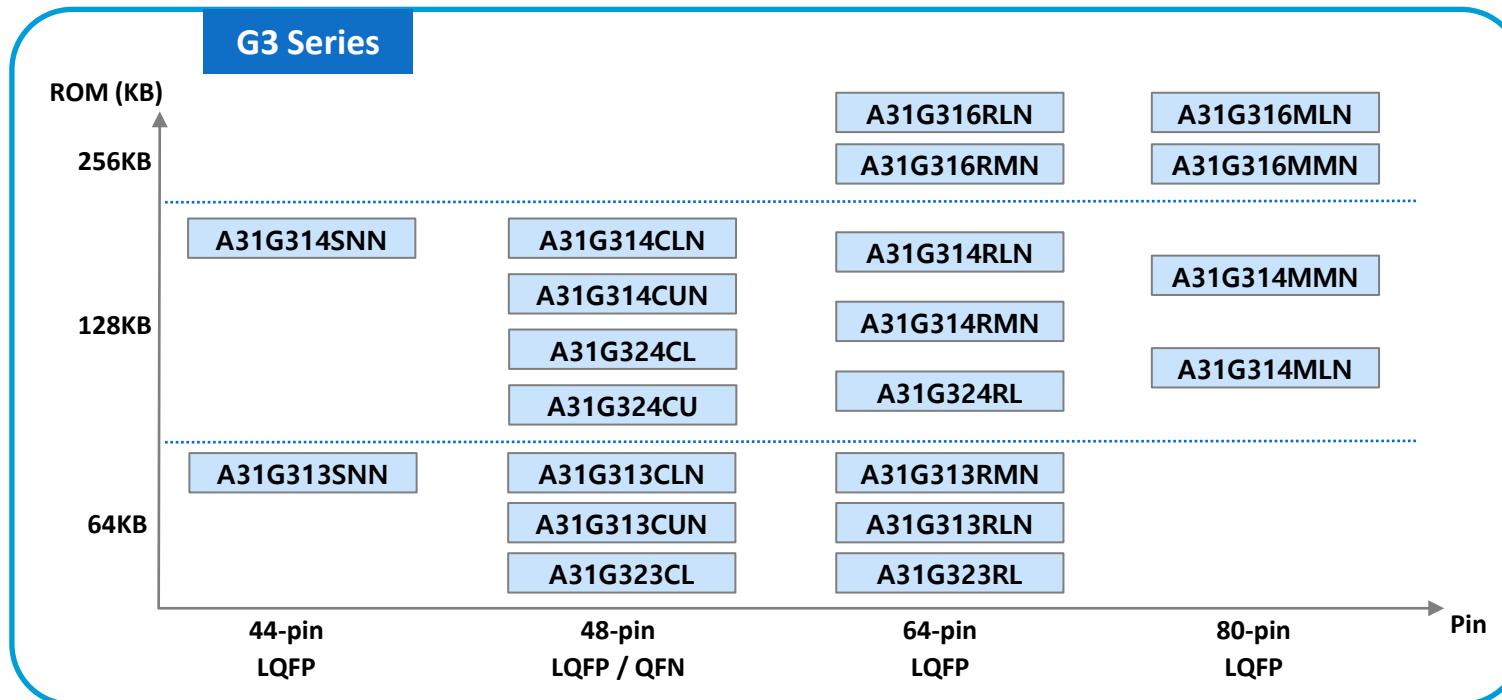 G3 Series
ROM (KB)
A31G316RLN A31G316MLN
256KB A31G316RMN A31G316MMN
A31G314SNN A31G314CLN A31G314RLN
A31G314MMN
A31G314CUN
128KB A31G314RMN
A31G324CL
A31G314MLN
A31G324RL
A31G324CU
A31G313SNN A31G313CLN A31G313RMN
64KB A31G313CUN A31G313RLN
A31G323CL A31G323RL
44-pin 48-pin 64-pin 80-pin Pin
LQFP LQFP / QFN LQFP LQFP